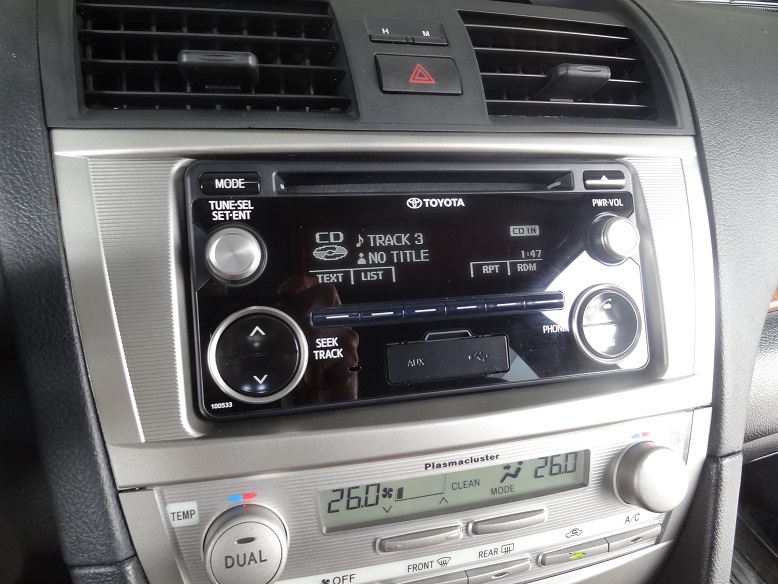 H M
MODE
TOYOTA
TUNE·SEL
SET·ENT
PWR·VOL
CD
TRACK 3
CD IN
NO TITLE
1:47
TEXT LIST
RPT RDM
SEEK
TRACK
PHONE
AUX
100533
Plasmacluster
26.0
CLEAN
MODE
26.0
TEMP
DUAL
OFF
FRONT
REAR
A/C